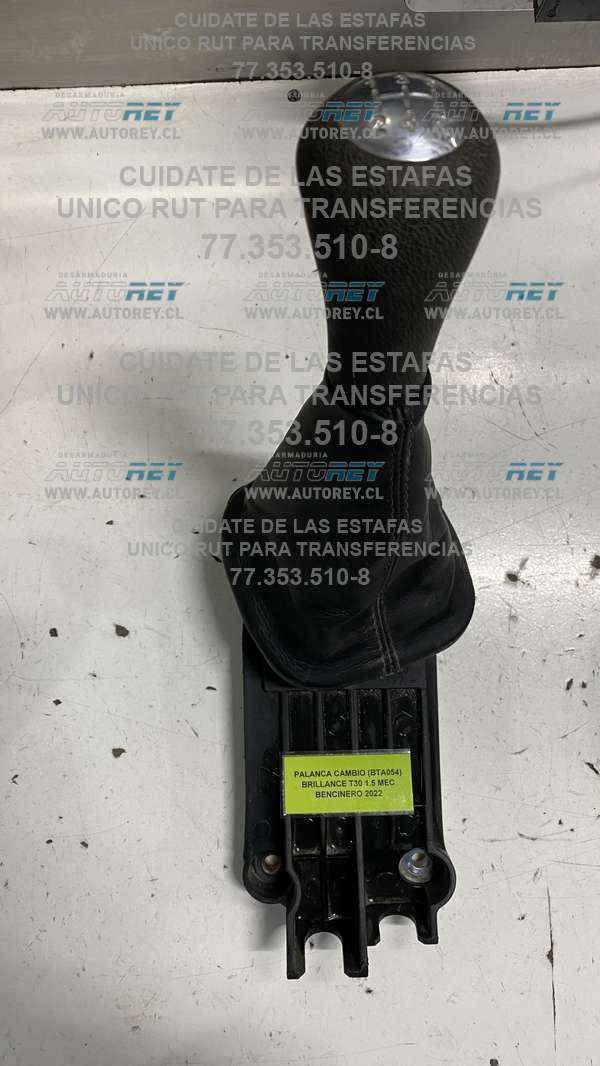 CUIDATE DE LAS ESTAFAS
UNICO RUT PARA TRANSFERENCIAS
77.353.510-8
DESARMADURIA DESARMADURIA DESARMADURIA
AUTOREY AUTOREY AUTOREY
WWW.AUTOREY.CL WWW.AUTOREY.CL WWW.AUTOREY.CL
CUIDATE DE LAS ESTAFAS
UNICO RUT PARA TRANSFERENCIAS
77.353.510-8
DESARMADURIA DESARMADURIA DESARMADURIA
AUTOREY AUTOREY AUTOREY
WWW.AUTOREY.CL WWW.AUTOREY.CL WWW.AUTOREY.CL
CUIDATE DE LAS ESTAFAS
UNICO RUT PARA TRANSFERENCIAS
77.353.510-8
DESARMADURIA DESARMADURIA DESARMADURIA
AUTOREY AUTOREY AUTOREY
WWW.AUTOREY.CL WWW.AUTOREY.CL WWW.AUTOREY.CL
CUIDATE DE LAS ESTAFAS
UNICO RUT PARA TRANSFERENCIAS
77.353.510-8
PALANCA CAMBIO (BTA054)
BRILLANCE T30 1.5 MEC
BENCINERO 2022